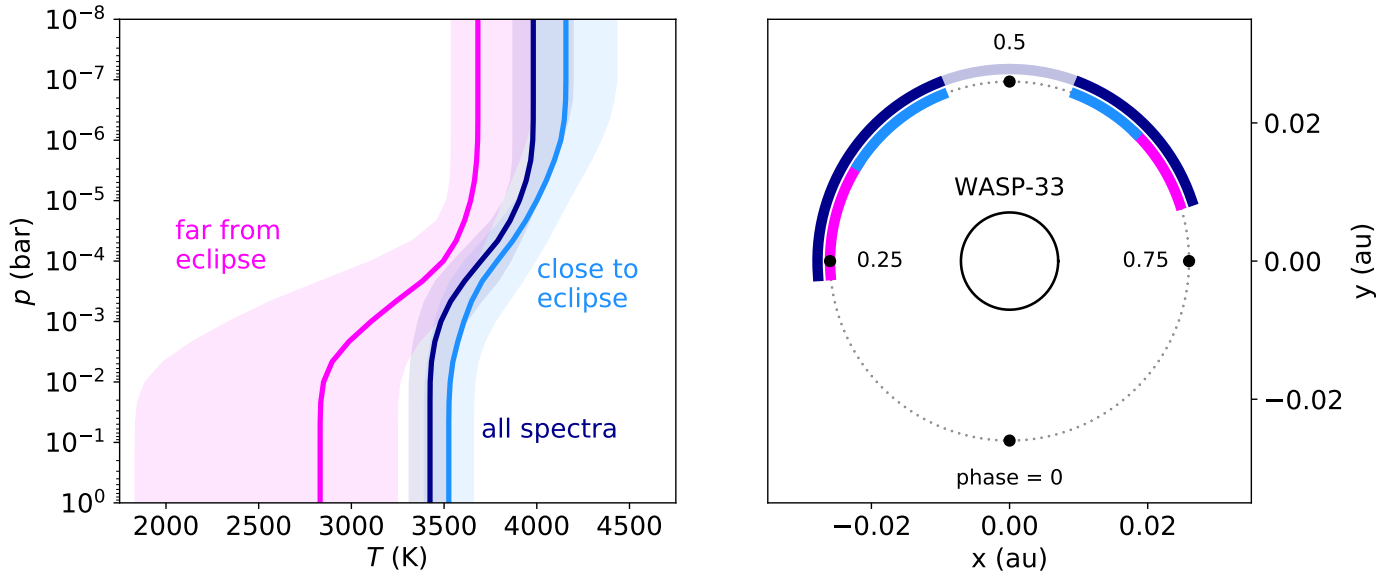 10⁻⁸
10⁻⁷
10⁻⁶
10⁻⁵
10⁻⁴
10⁻³
10⁻²
10⁻¹
10⁰
p (bar)
far from
eclipse
close to
eclipse
all spectra
2000 2500 3000 3500 4000 4500
T (K)
0.5
WASP-33
0.25 0.75
phase = 0
0.02
0.00
−0.02
y (au)
−0.02 0.00 0.02
x (au)